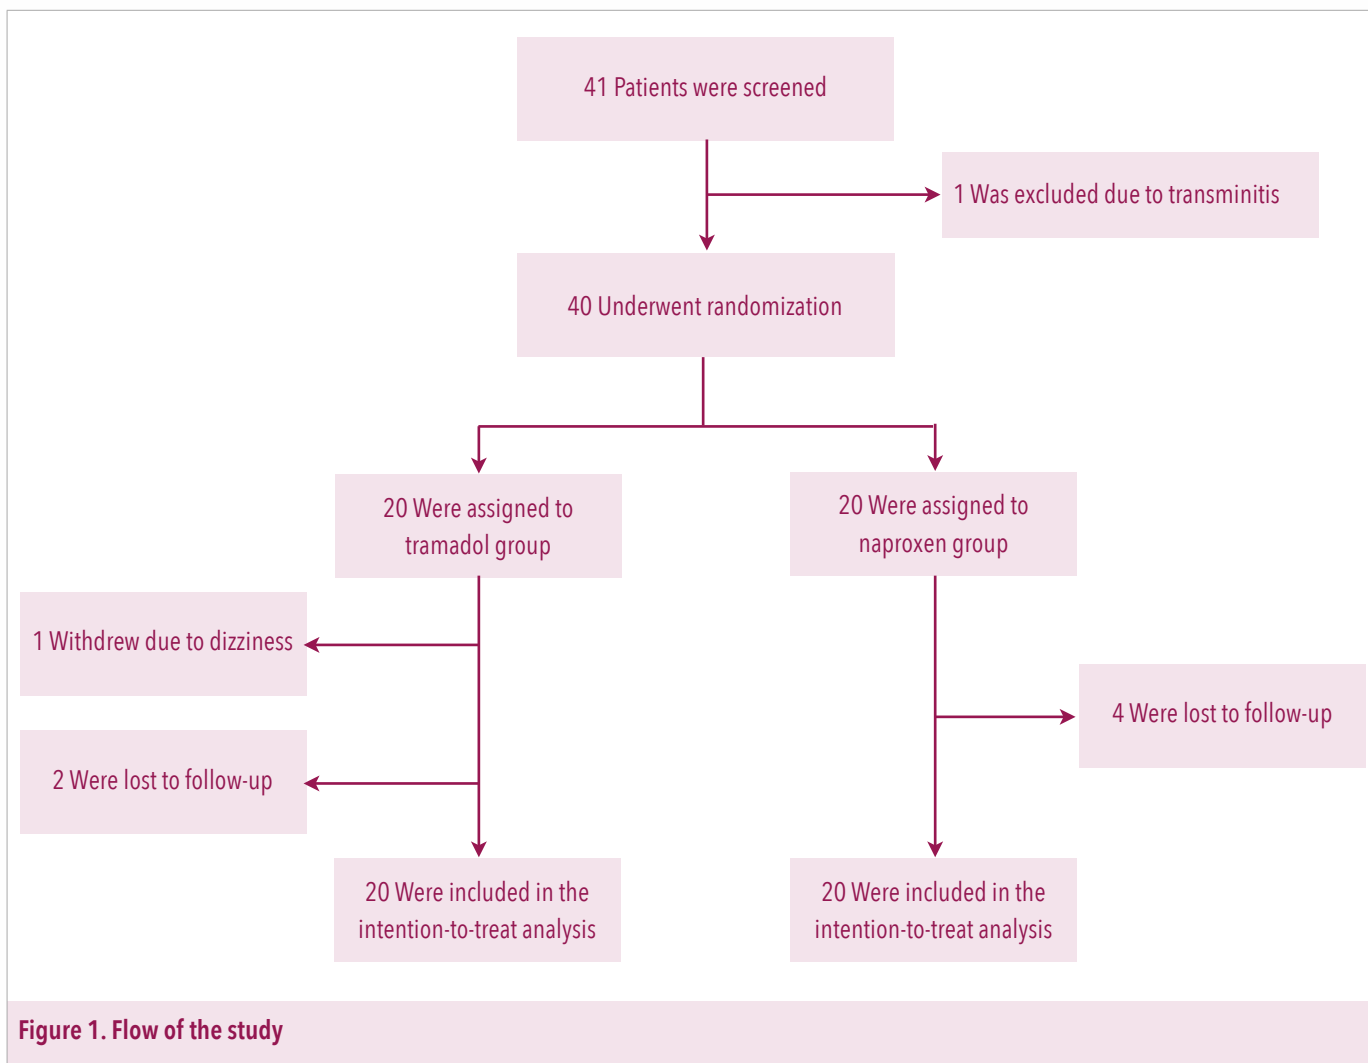 41 Patients were screened
1 Was excluded due to transminitis
40 Underwent randomization
20 Were assigned to
tramadol group
20 Were assigned to
naproxen group
1 Withdrew due to dizziness
4 Were lost to follow-up
2 Were lost to follow-up
20 Were included in the
intention-to-treat analysis
20 Were included in the
intention-to-treat analysis
Figure 1. Flow of the study